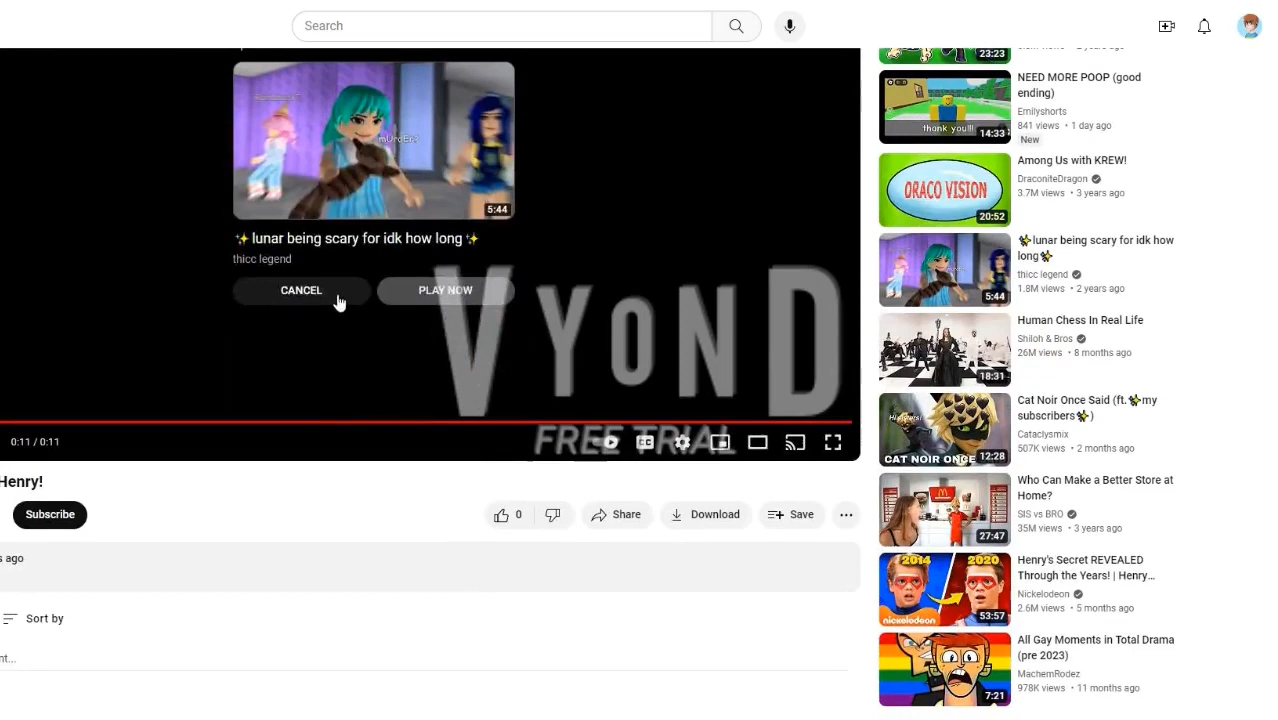 Search
mUrdEr?
5:44
✨ lunar being scary for idk how long ✨
thicc legend
CANCEL
PLAY NOW
VYOND
FREE TRIAL
0:11 / 0:11
Henry!
Subscribe
0
Share
Download
Save
s ago
Sort by
nt...
23:23
thank you!!!
14:33
NEED MORE POOP (good
ending)
Emilyshorts
841 views • 1 day ago
New
DRACO VISION
20:52
Among Us with KREW!
DraconiteDragon
3.7M views • 3 years ago
5:44
✨lunar being scary for idk how
long✨
thicc legend
1.8M views • 2 years ago
18:31
Human Chess In Real Life
Shiloh & Bros
26M views • 8 months ago
CAT NOIR ONCE
12:28
Cat Noir Once Said (ft.✨my
subscribers✨)
Cataclysmix
507K views • 2 months ago
27:47
Who Can Make a Better Store at
Home?
SIS vs BRO
35M views • 3 years ago
2014
2020
nickelodeon
53:57
Henry's Secret REVEALED
Through the Years! | Henry...
Nickelodeon
2.6M views • 5 months ago
7:21
All Gay Moments in Total Drama
(pre 2023)
MachemRodez
978K views • 11 months ago